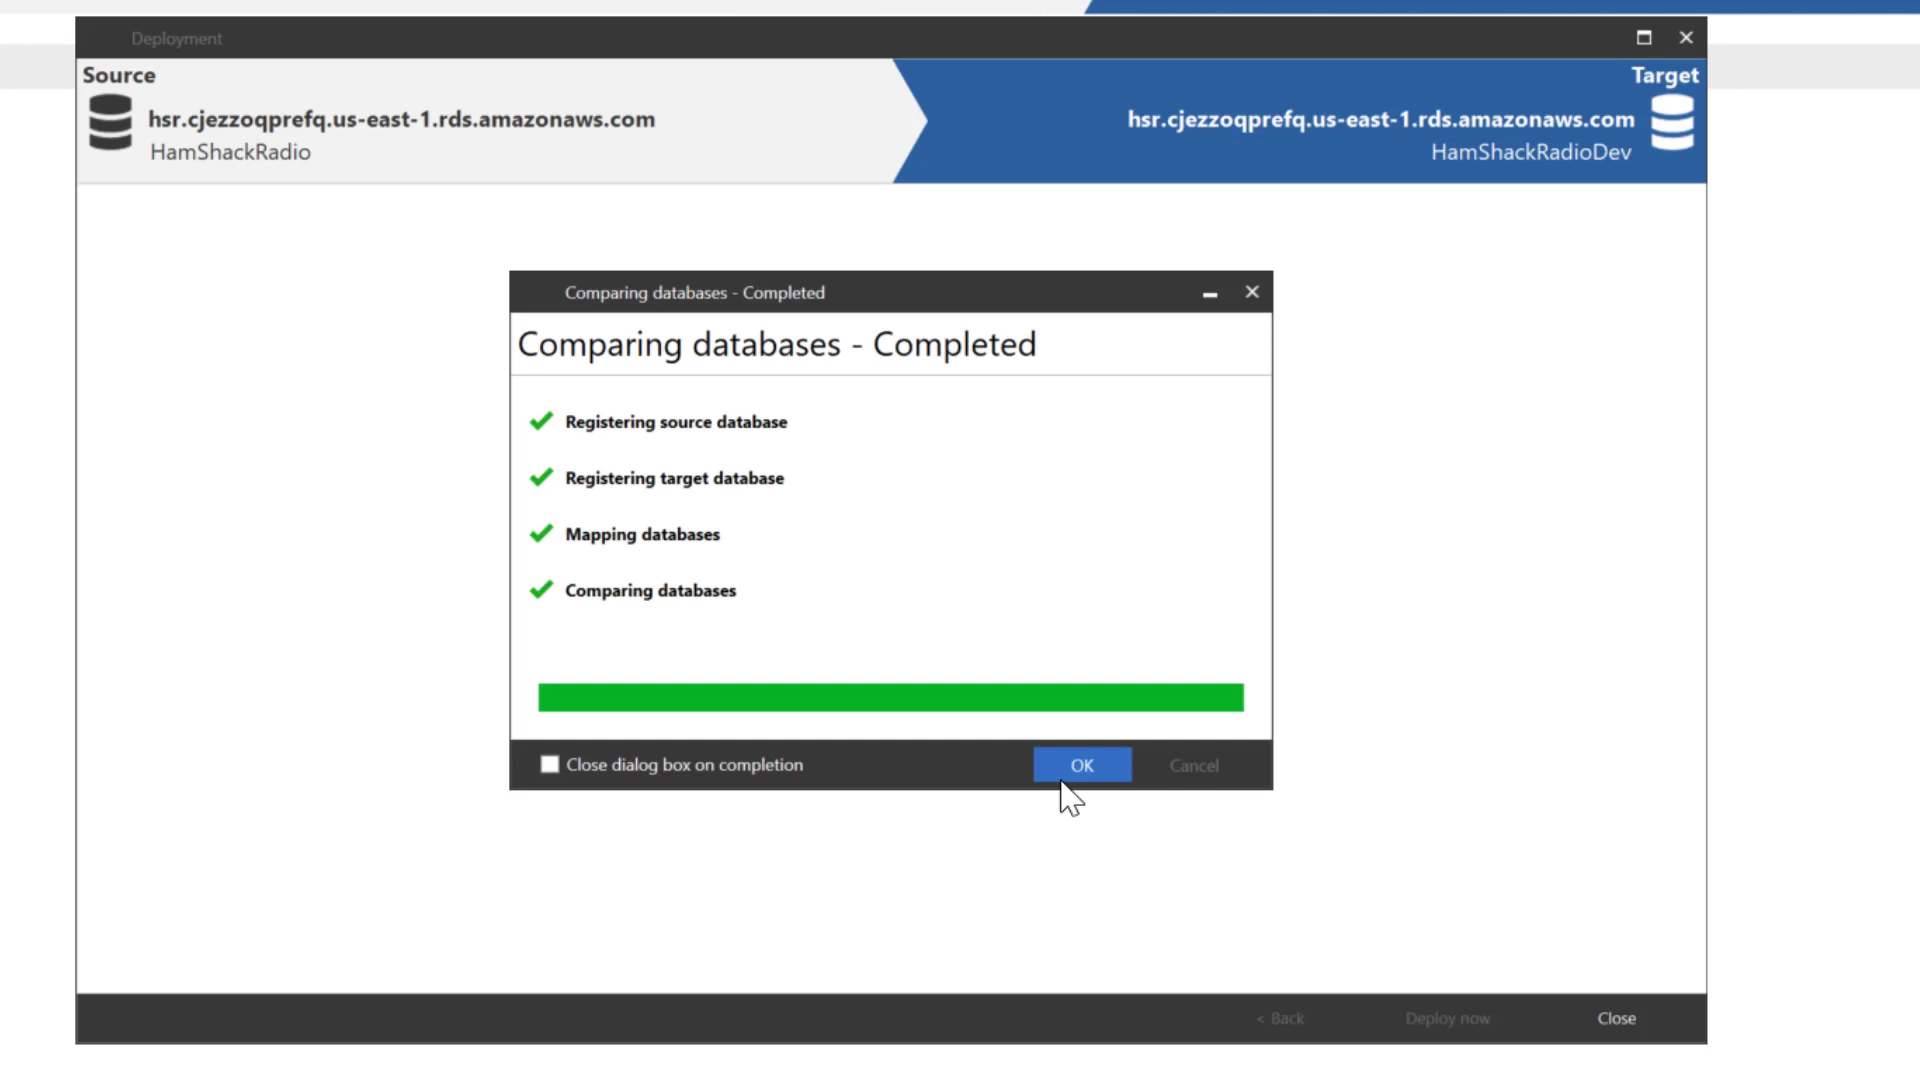 Deployment
Source
Target
hsr.cjezzoqprefq.us-east-1.rds.amazonaws.com
HamShackRadio
hsr.cjezzoqprefq.us-east-1.rds.amazonaws.com
HamShackRadioDev
Comparing databases - Completed
Comparing databases - Completed
Registering source database
Registering target database
Mapping databases
Comparing databases
Close dialog box on completion
OK
Cancel
< Back
Deploy now
Close